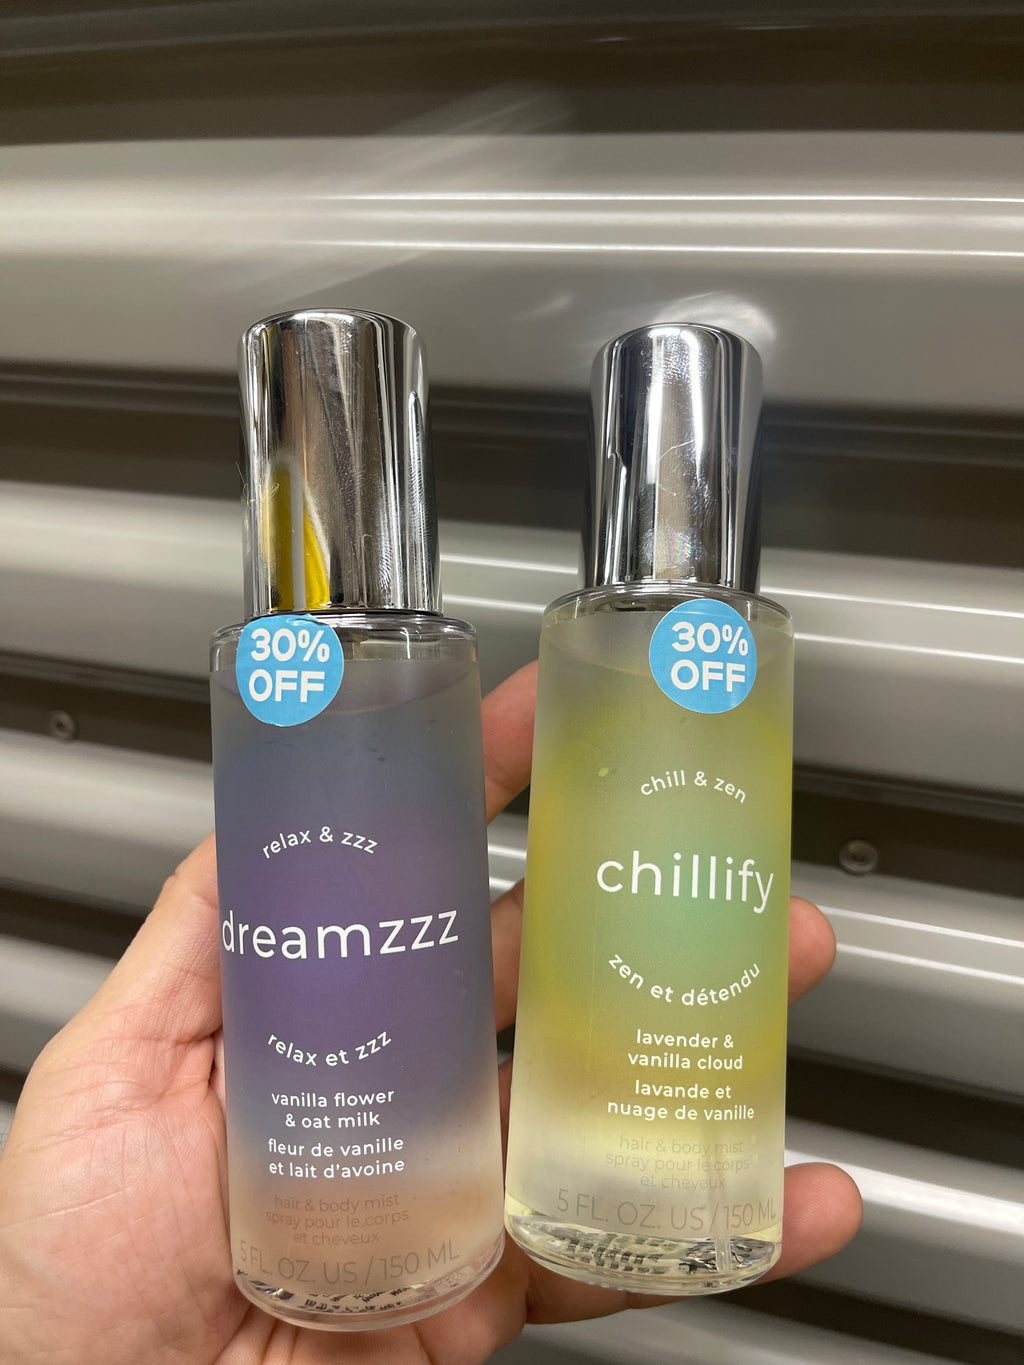 30%
OFF
relax & zzz
dreamzzz
relax et zzz
vanilla flower
& oat milk
fleur de vanille
et lait d'avoine
hair & body mist
spray pour le corps
et cheveux
5 FL. OZ. US / 150 ML
30%
OFF
chill & zen
chillify
zen et détendu
lavender &
vanilla cloud
lavande et
nuage de vanille
hair & body mist
spray pour le corps
et cheveux
5 FL. OZ. US / 150 ML